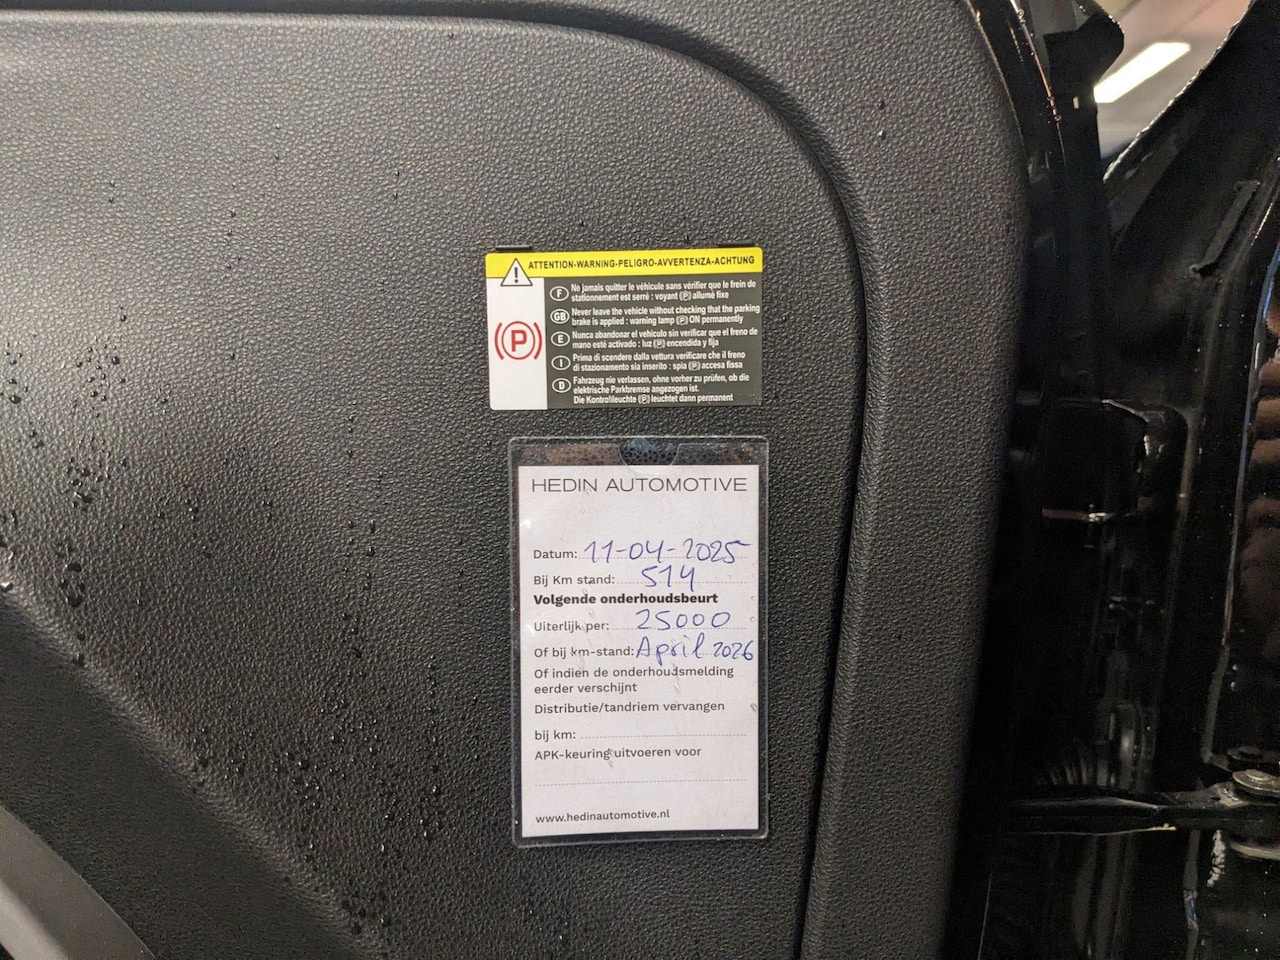 ATTENTION-WARNING-PELIGRO-AVVERTENZA-ACHTUNG
(P)
F Ne jamais quitter le véhicule sans vérifier que le frein de
stationnement est serré : voyant (P) allumé fixe
GB Never leave the vehicle without checking that the parking
brake is applied : warning lamp (P) ON permanently
E Nunca abandonar el vehiculo sin verificar que el freno de
mano esté activado : luz (P) encendida y fija
I Prima di scendere dalla vettura verificare che il freno
di stazionamento sia inserito : spia (P) accesa fissa
D Fahrzeug nie verlassen, ohne vorher zu prüfen, ob die
elektrische Parkbremse angezogen ist.
Die Kontrollleuchte (P) leuchtet dann permanent
HEDIN AUTOMOTIVE
Datum: 11-04-2025
Bij Km stand: 514
Volgende onderhoudsbeurt
Uiterlijk per: 25000
Of bij km-stand: April 2026
Of indien de onderhoudsmelding
eerder verschijnt
Distributie/tandriem vervangen
bij km:
APK-keuring uitvoeren voor
www.hedinautomotive.nl